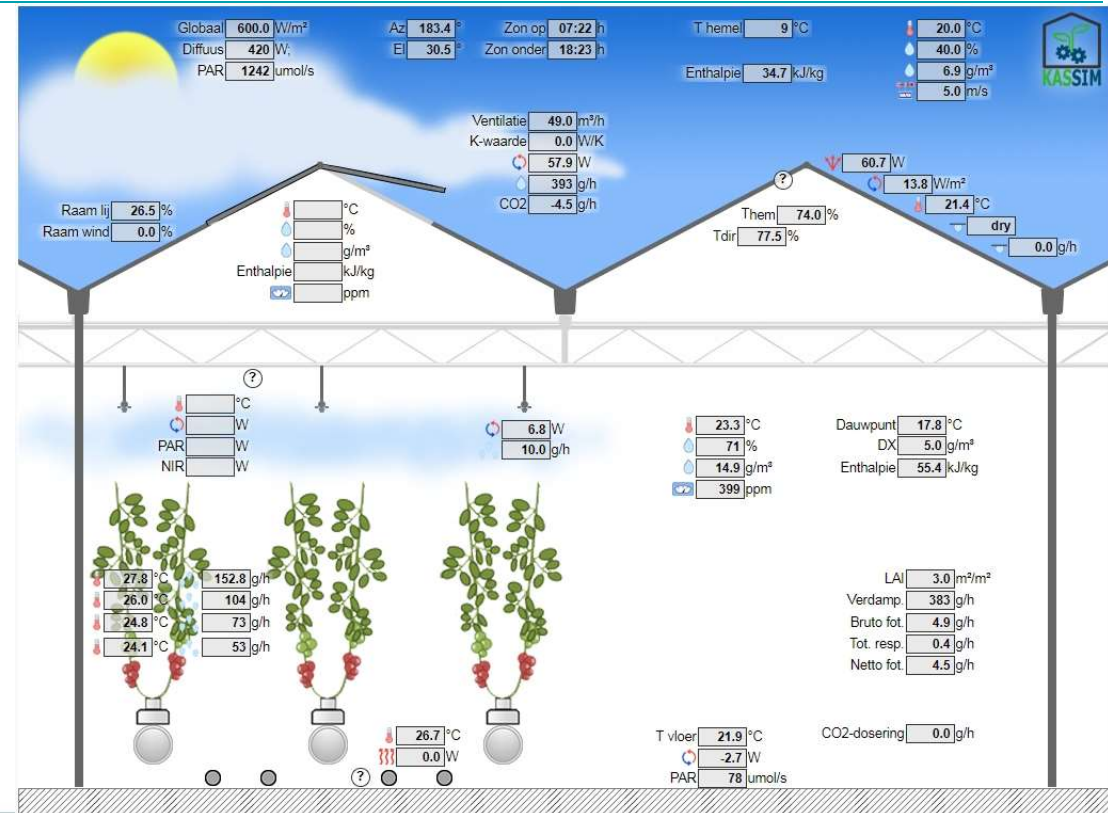 Globaal 600.0 W/m² Az 183.4 ° Zon op 07:22 h T hemel 9 °C 20.0 °C
Diffuus 420 W; El 30.5 ° Zon onder 18:23 h 40.0 %
PAR 1242 umol/s Enthalpie 34.7 kJ/kg 6.9 g/m³
5.0 m/s
KASSIM
Ventilatie 49.0 m³/h
K-waarde 0.0 W/K
57.9 W 60.7 W
393 g/h 13.8 W/m²
CO2 -4.5 g/h 21.4 °C
Raam lij 26.5 % °C Them 74.0 % dry
Raam wind 0.0 % % Tdir 77.5 % 0.0 g/h
g/m³
Enthalpie kJ/kg
ppm
?
?
°C
W 6.8 W
PAR W 10.0 g/h
NIR W
23.3 °C Dauwpunt 17.8 °C
71 % DX 5.0 g/m³
14.9 g/m³ Enthalpie 55.4 kJ/kg
399 ppm
27.8 °C 152.8 g/h LAI 3.0 m²/m²
26.0 °C 104 g/h Verdamp. 383 g/h
24.8 °C 73 g/h Bruto fot. 4.9 g/h
24.1 °C 53 g/h Tot. resp. 0.4 g/h
Netto fot. 4.5 g/h
26.7 °C T vloer 21.9 °C CO2-dosering 0.0 g/h
0.0 W -2.7 W
? PAR 78 umol/s